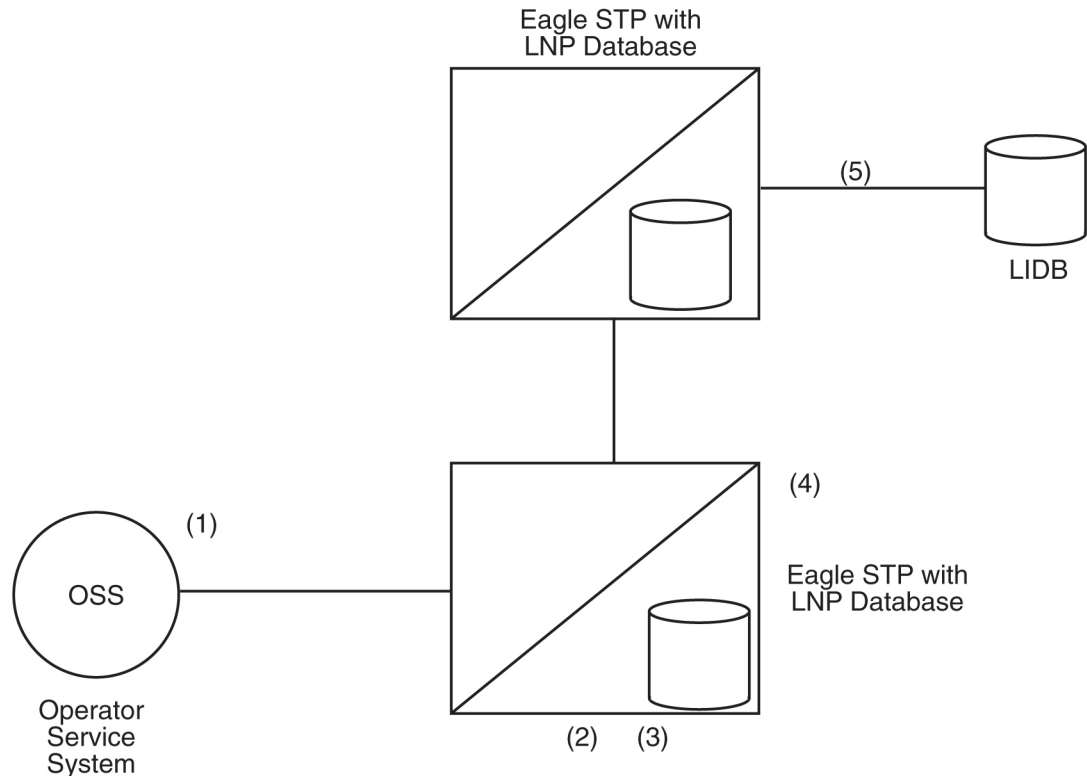 Eagle STP with
LNP Database
(5)
LIDB
(4)
(1)
Eagle STP with
LNP Database
OSS
Operator
Service
System
(2) (3)